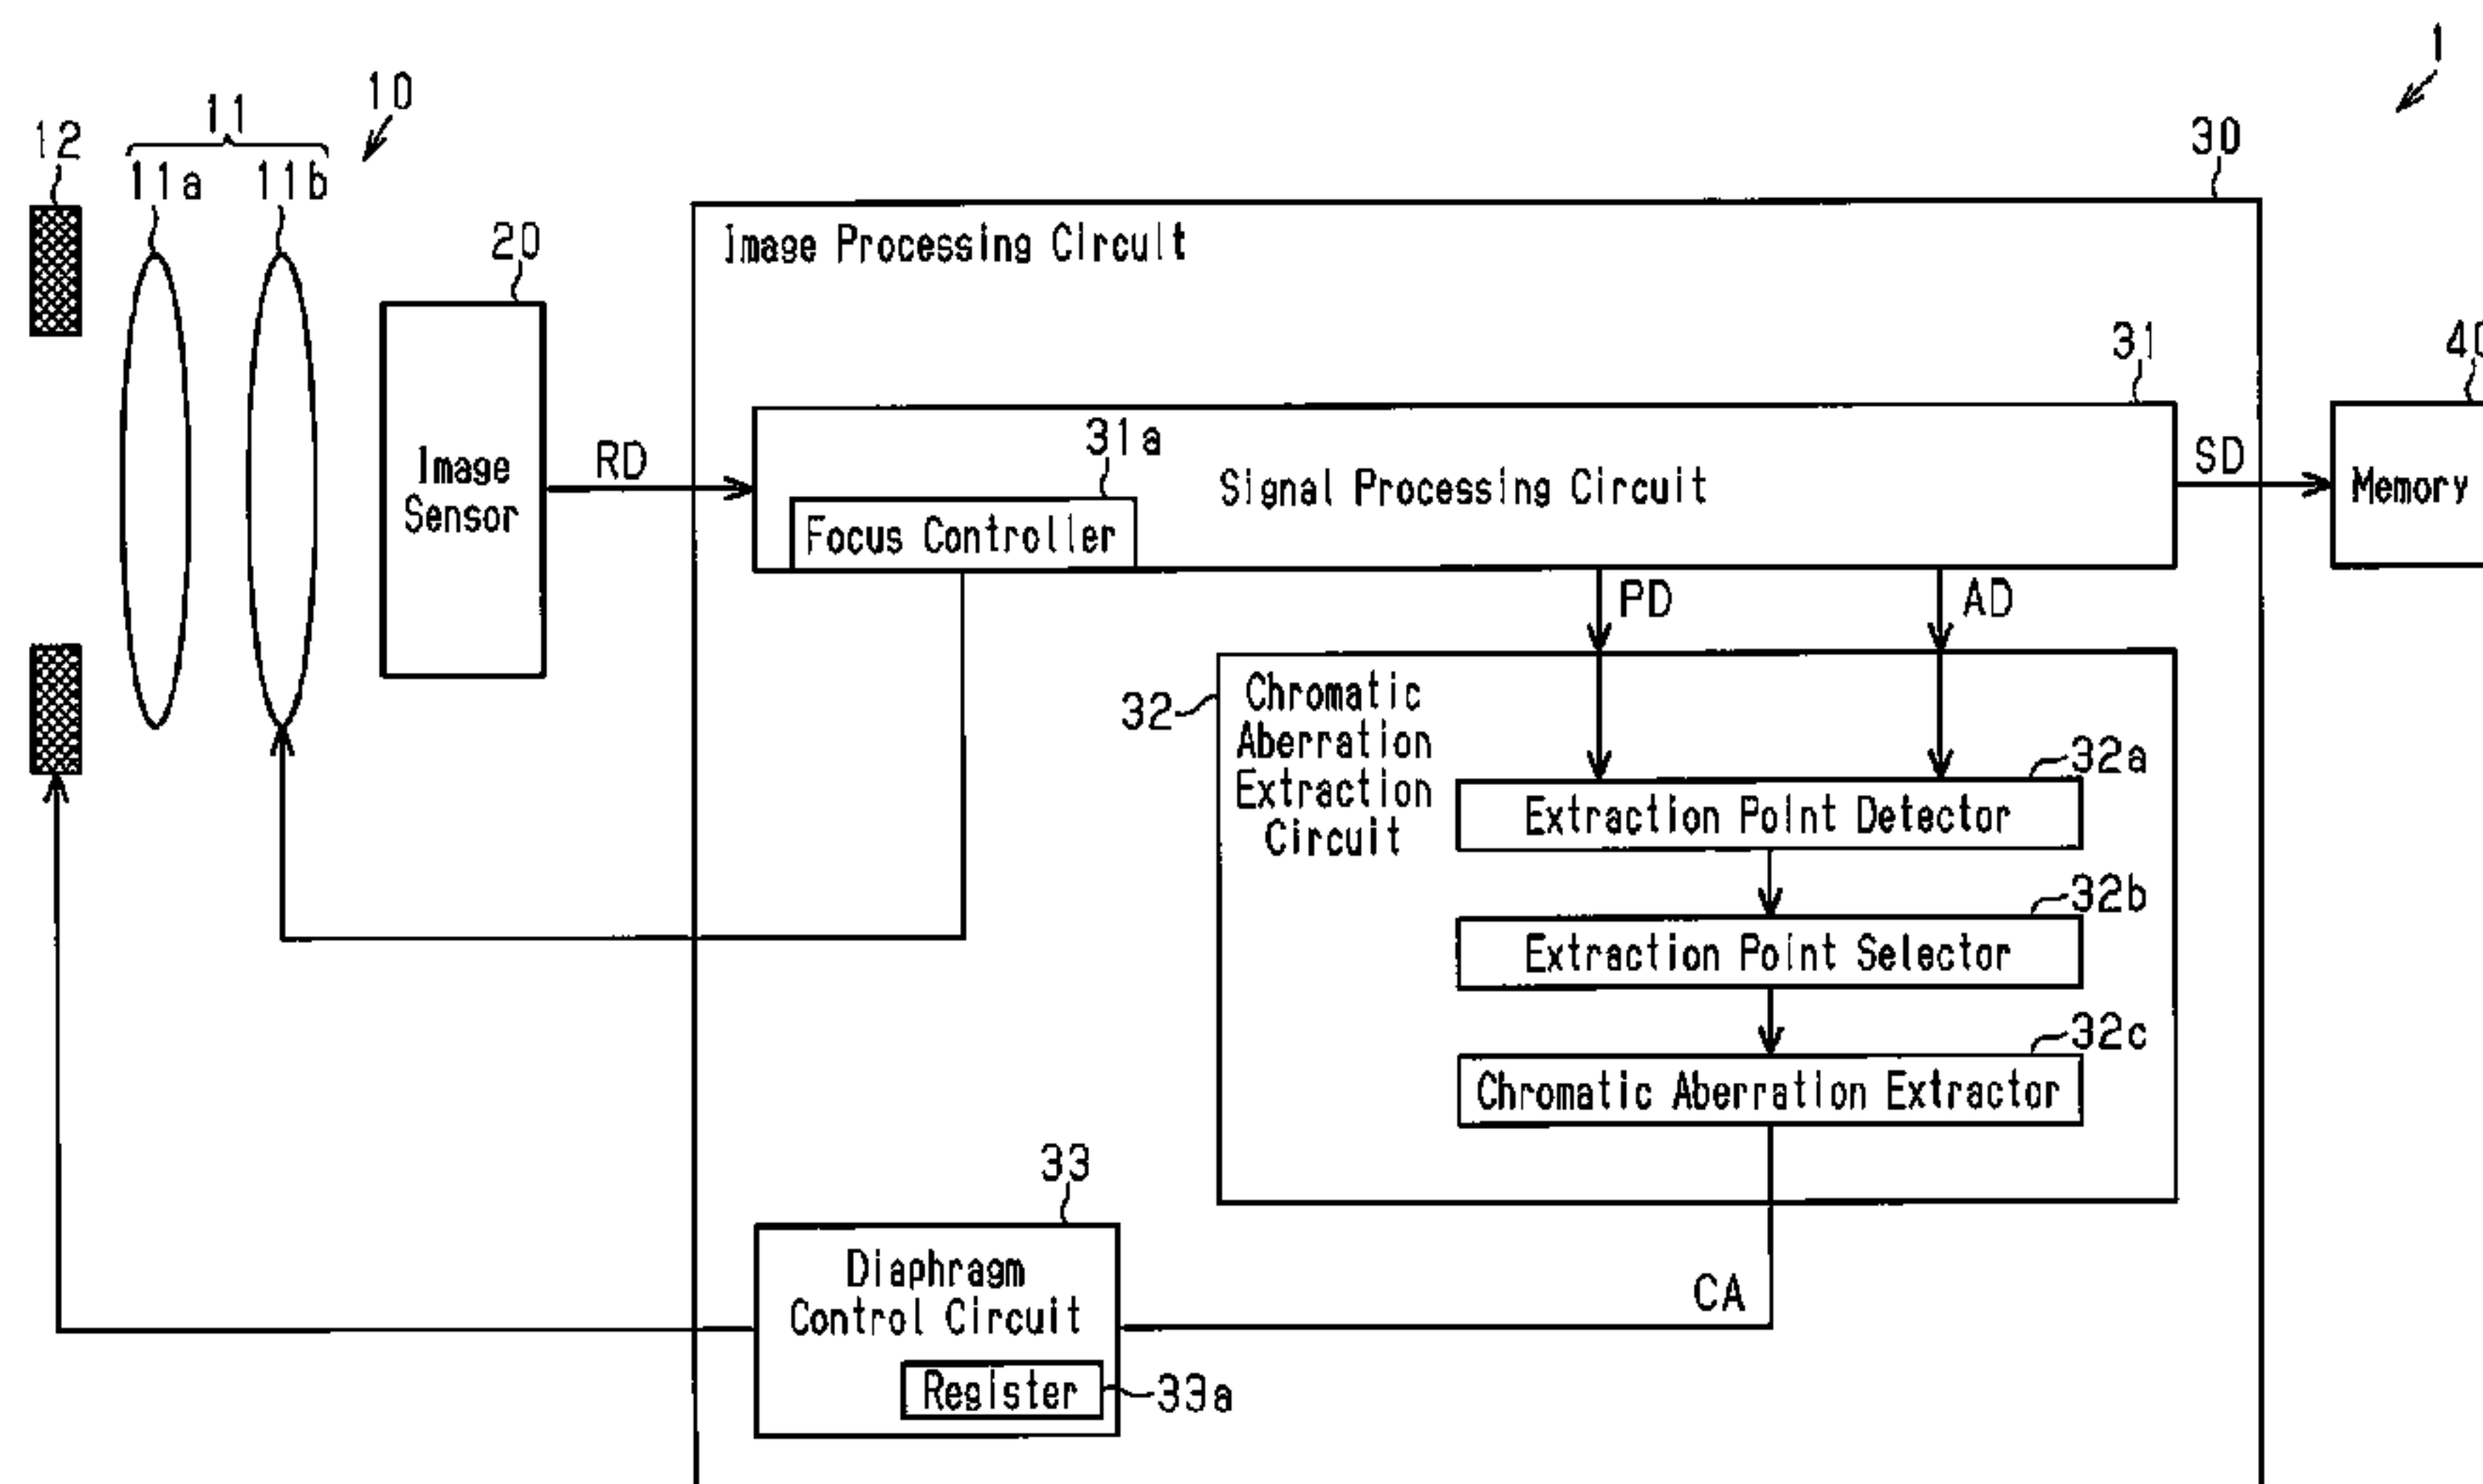 1
10
11
12
30
11a 11b
20
Image Processing Circuit
31
40
31a
Image
Sensor
RD
Signal Processing Circuit
SD
Memory
Focus Controller
PD
AD
32
Chromatic
Aberration
Extraction
Circuit
32a
Extraction Point Detector
32b
Extraction Point Selector
32c
Chromatic Aberration Extractor
33
Diaphragm
Control Circuit
CA
Register
33a